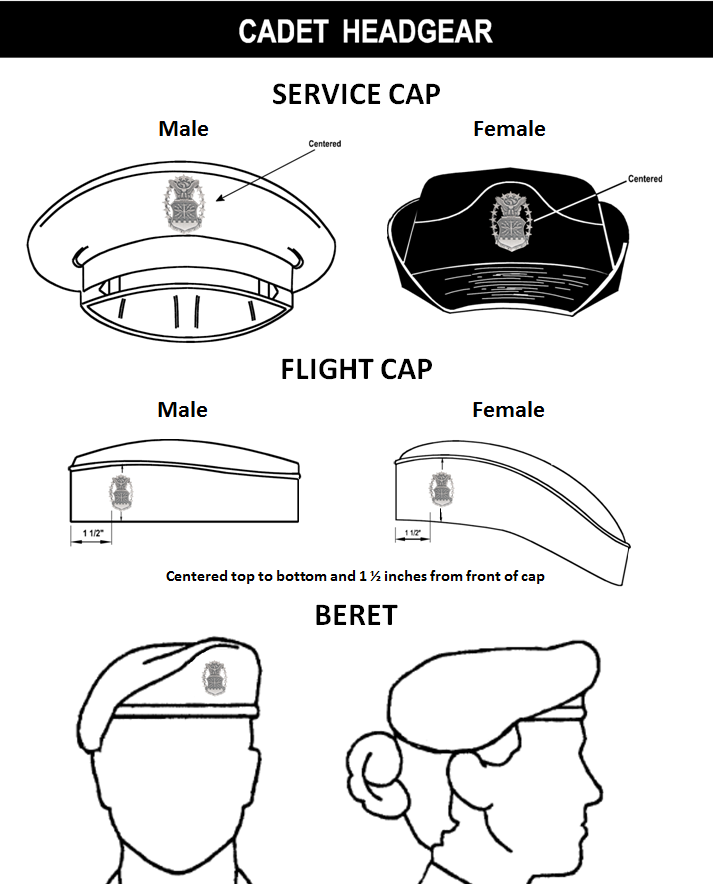 CADET HEADGEAR
SERVICE CAP
Male
Female
Centered
Centered
FLIGHT CAP
Male
Female
1 1/2"
1 1/2"
Centered top to bottom and 1 ½ inches from front of cap
BERET